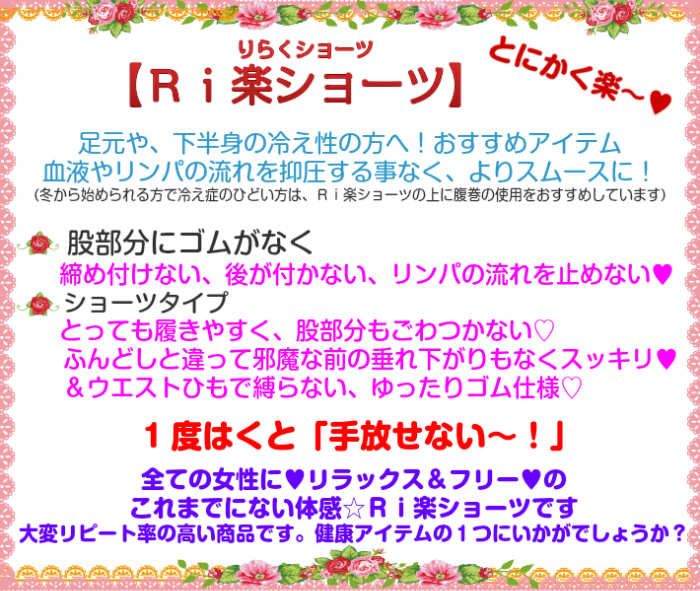 りらくショーツ
【Ｒｉ楽ショーツ】
とにかく楽～♥
足元や、下半身の冷え性の方へ！おすすめアイテム
血液やリンパの流れを抑圧する事なく、よりスムースに！
（冬から始められる方で冷え症のひどい方は、Ｒｉ楽ショーツの上に腹巻の使用をおすすめしています）
股部分にゴムがなく
締め付けない、後が付かない、リンパの流れを止めない♥
ショーツタイプ
とっても履きやすく、股部分もごわつかない♡
ふんどしと違って邪魔な前の垂れ下がりもなくスッキリ♥
＆ウエストひもで縛らない、ゆったりゴム仕様♡
１度はくと「手放せない～！」
全ての女性に♥リラックス＆フリー♥の
これまでにない体感☆Ｒｉ楽ショーツです
大変リピート率の高い商品です。健康アイテムの１つにいかがでしょうか？